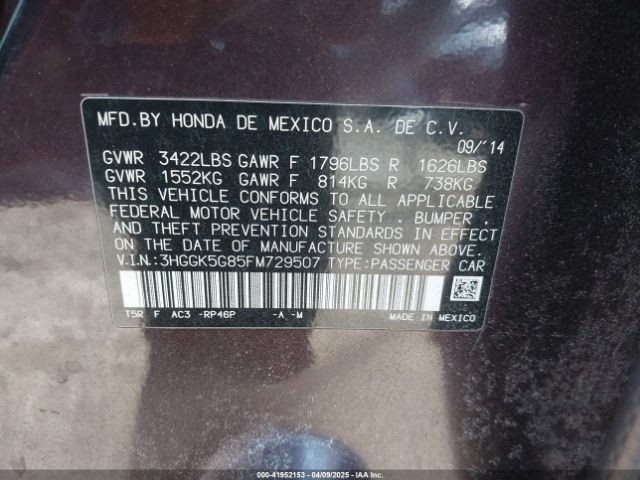 MFD.BY HONDA DE MEXICO S.A. DE C.V.
09/'14
GVWR 3422LBS GAWR F 1796LBS R 1626LBS
GVWR 1552KG GAWR F 814KG R 738KG
THIS VEHICLE CONFORMS TO ALL APPLICABLE
FEDERAL MOTOR VEHICLE SAFETY . BUMPER .
AND THEFT PREVENTION STANDARDS IN EFFECT
ON THE DATE OF MANUFACTURE SHOWN ABOVE.
V.I.N.:3HGGK5G85FM729507 TYPE:PASSENGER CAR
T5R F AC3 -RP46P -A -M MADE IN MEXICO
000-41952153 - 04/09/2025 - IAAI.COM